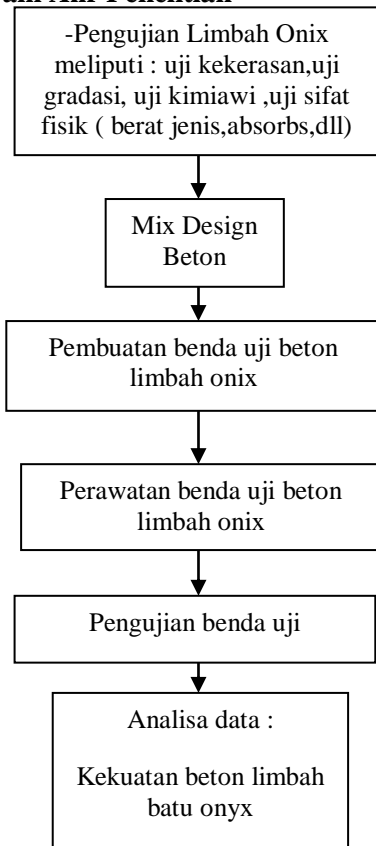 -Pengujian Limbah Onix
meliputi : uji kekerasan,uji
gradasi, uji kimiawi ,uji sifat
fisik ( berat jenis,absorbs,dll)
Mix Design
Beton
Pembuatan benda uji beton
limbah onix
Perawatan benda uji beton
limbah onix
Pengujian benda uji
Analisa data :
Kekuatan beton limbah
batu onyx